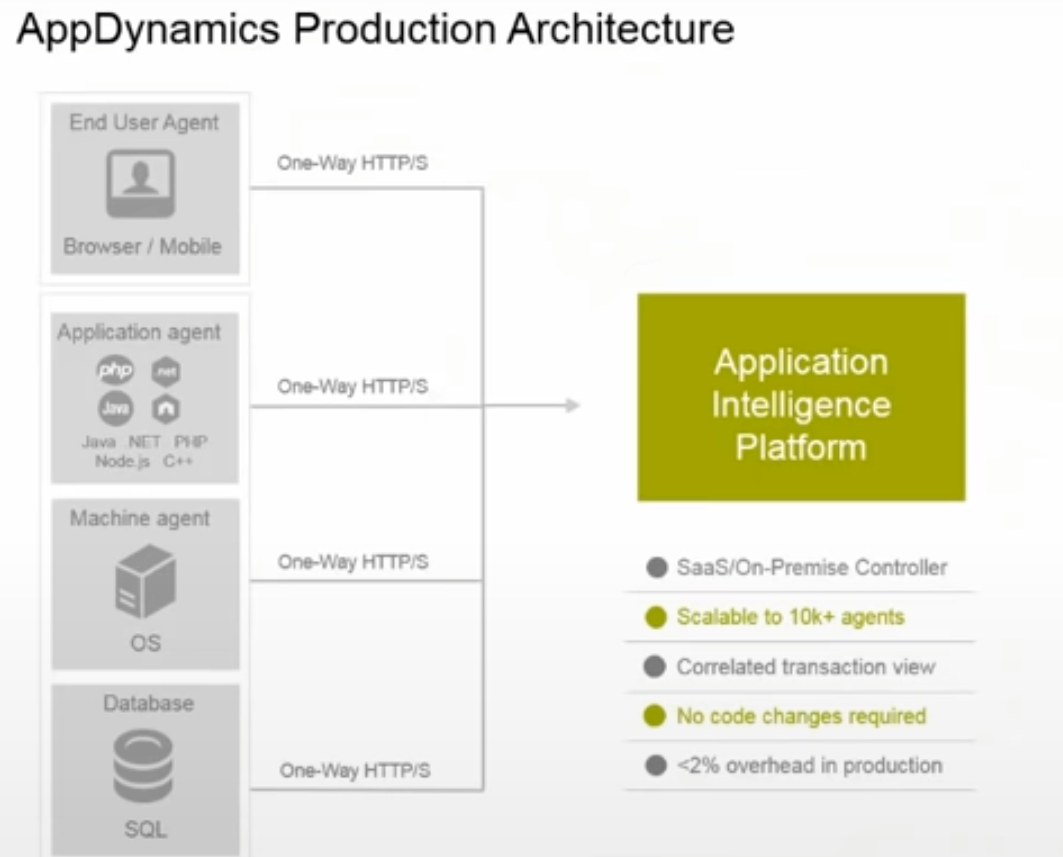 AppDynamics Production Architecture
End User Agent
Browser / Mobile
One-Way HTTP/S
Application agent
php .net
Java
Java .NET PHP
Node.js C++
One-Way HTTP/S
Machine agent
OS
One-Way HTTP/S
Database
SQL
One-Way HTTP/S
Application
Intelligence
Platform
SaaS/On-Premise Controller
Scalable to 10k+ agents
Correlated transaction view
No code changes required
<2% overhead in production